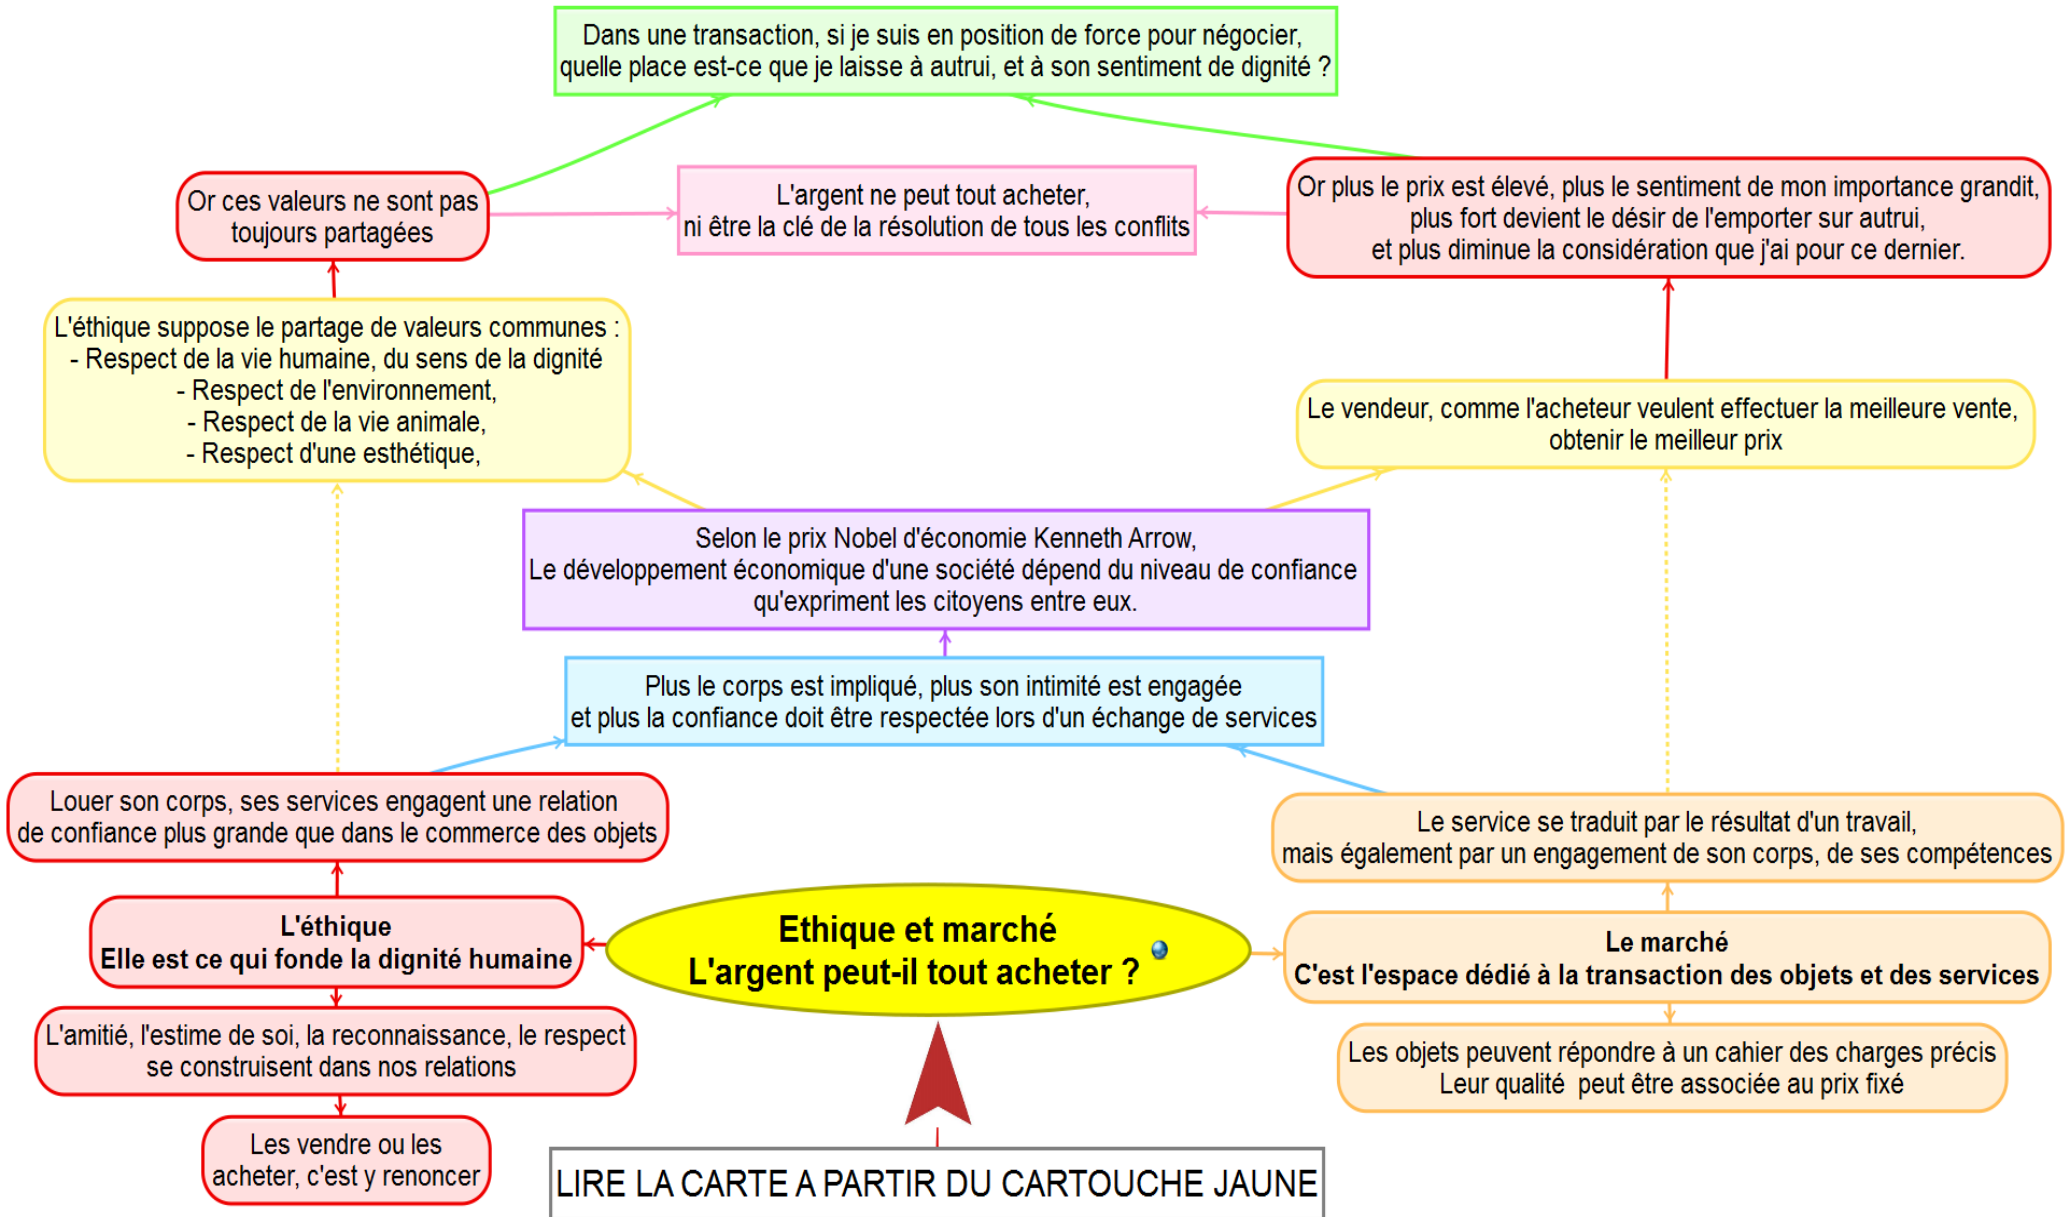 Dans une transaction, si je suis en position de force pour négocier,
quelle place est-ce que je laisse à autrui, et à son sentiment de dignité ?
Or ces valeurs ne sont pas
toujours partagées
L'argent ne peut tout acheter,
ni être la clé de la résolution de tous les conflits
Or plus le prix est élevé, plus le sentiment de mon importance grandit,
plus fort devient le désir de l'emporter sur autrui,
et plus diminue la considération que j'ai pour ce dernier.
L'éthique suppose le partage de valeurs communes :
- Respect de la vie humaine, du sens de la dignité
- Respect de l'environnement,
- Respect de la vie animale,
- Respect d'une esthétique,
Le vendeur, comme l'acheteur veulent effectuer la meilleure vente,
obtenir le meilleur prix
Selon le prix Nobel d'économie Kenneth Arrow,
Le développement économique d'une société dépend du niveau de confiance
qu'expriment les citoyens entre eux.
Plus le corps est impliqué, plus son intimité est engagée
et plus la confiance doit être respectée lors d'un échange de services
Louer son corps, ses services engagent une relation
de confiance plus grande que dans le commerce des objets
Le service se traduit par le résultat d'un travail,
mais également par un engagement de son corps, de ses compétences
L'éthique
Elle est ce qui fonde la dignité humaine
Ethique et marché
L'argent peut-il tout acheter ?
Le marché
C'est l'espace dédié à la transaction des objets et des services
L'amitié, l'estime de soi, la reconnaissance, le respect
se construisent dans nos relations
Les objets peuvent répondre à un cahier des charges précis
Leur qualité  peut être associée au prix fixé
Les vendre ou les
acheter, c'est y renoncer
LIRE LA CARTE A PARTIR DU CARTOUCHE JAUNE